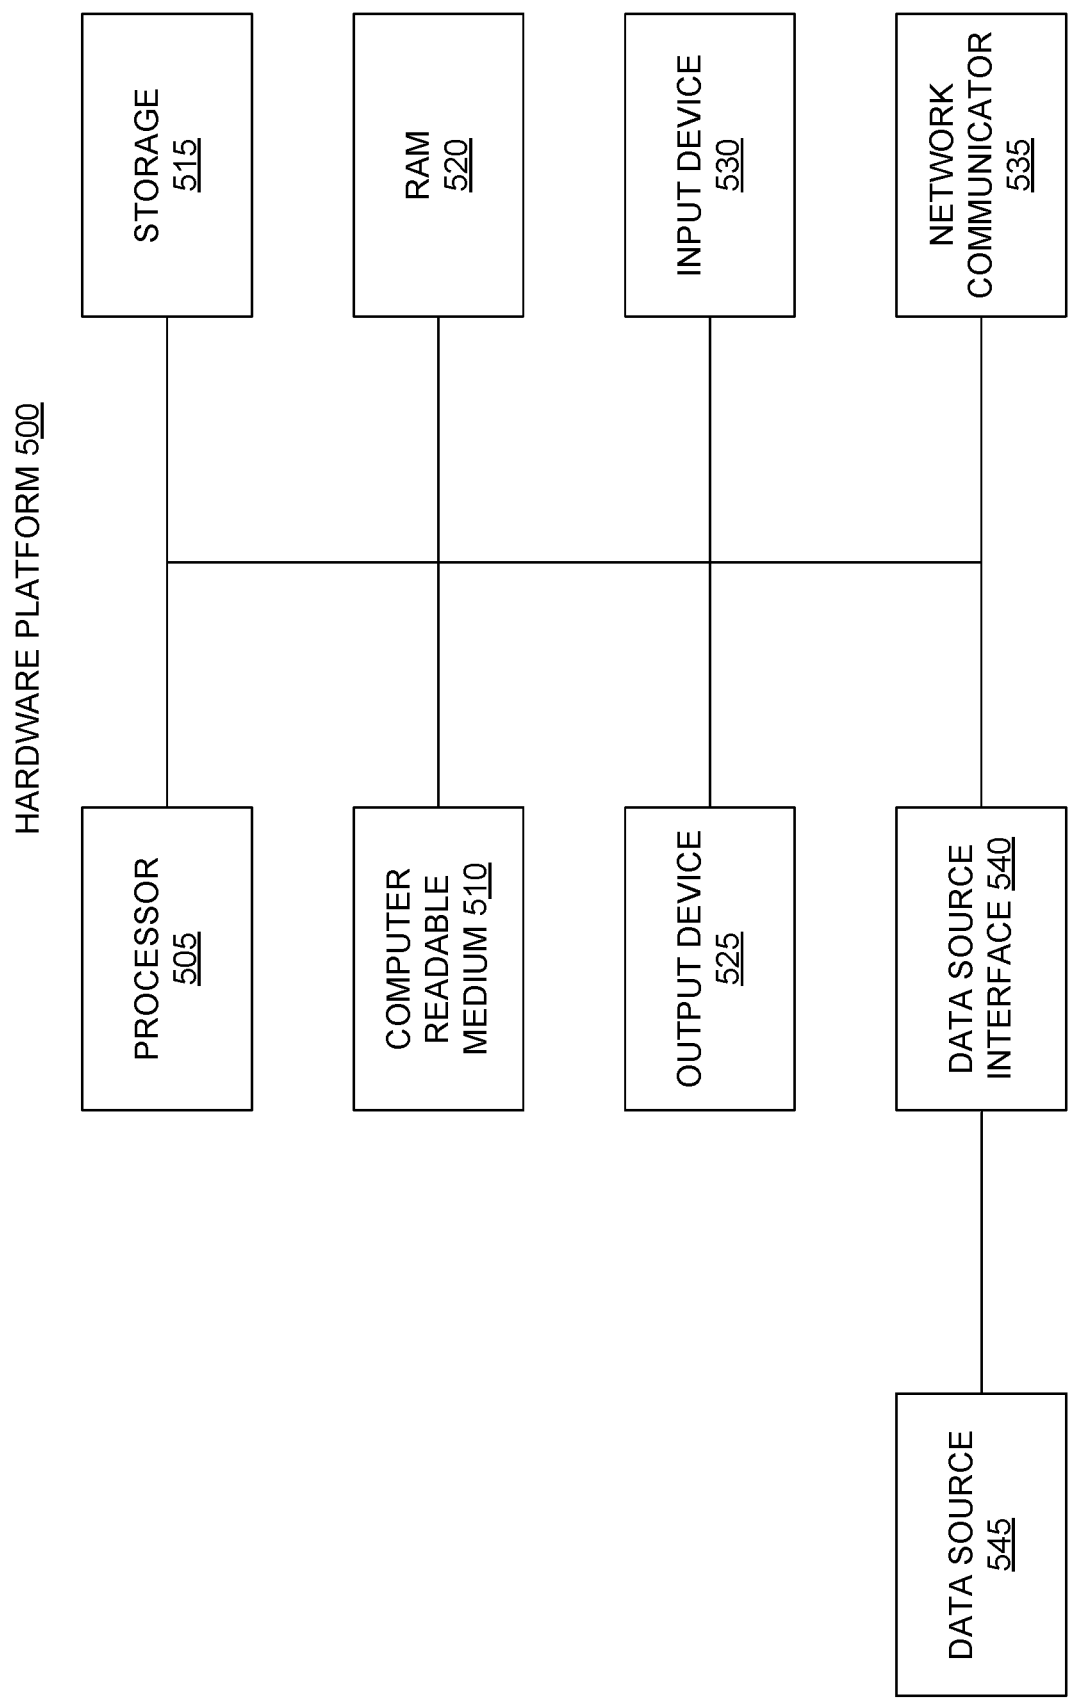 HARDWARE PLATFORM 500
PROCESSOR
505
STORAGE
515
COMPUTER
READABLE
MEDIUM 510
RAM
520
OUTPUT DEVICE
525
INPUT DEVICE
530
DATA SOURCE
545
DATA SOURCE
INTERFACE 540
NETWORK
COMMUNICATOR
535